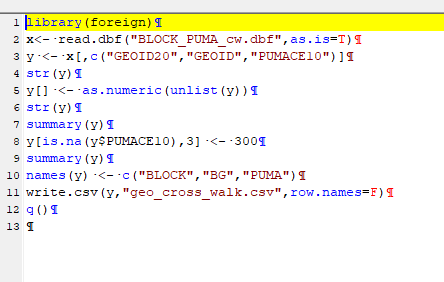 1 library(foreign)¶
2 x<-·read.dbf("BLOCK_PUMA_cw.dbf",as.is=T)¶
3 y·<-·x[,c("GEOID20","GEOID","PUMACE10")]¶
4 str(y)¶
5 y[]·<-·as.numeric(unlist(y))¶
6 str(y)¶
7 summary(y)¶
8 y[is.na(y$PUMACE10),3]·<-·300¶
9 summary(y)¶
10 names(y)·<-·c("BLOCK","BG","PUMA")¶
11 write.csv(y,"geo_cross_walk.csv",row.names=F)¶
12 q()¶
13 ¶